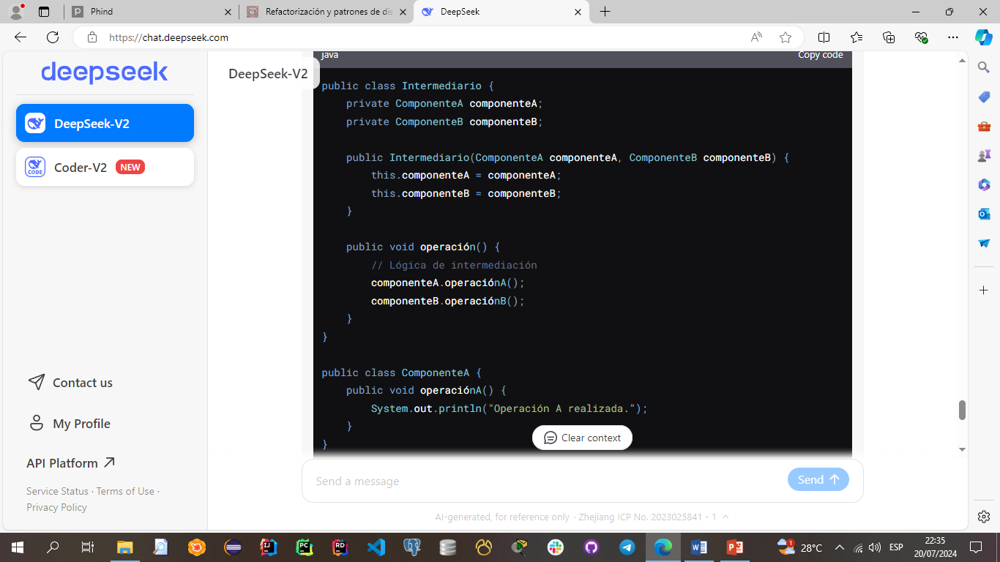 Phind
Refactorización y patrones de dis
DeepSeek
https://chat.deepseek.com
deepseek
DeepSeek-V2
CODE
Coder-V2 NEW
Contact us
My Profile
API Platform
Service Status · Terms of Use ·
Privacy Policy
DeepSeek-V2
java Copy code
public class Intermediario {
    private ComponenteA componenteA;
    private ComponenteB componenteB;

    public Intermediario(ComponenteA componenteA, ComponenteB componenteB) {
        this.componenteA = componenteA;
        this.componenteB = componenteB;
    }

    public void operación() {
        // Lógica de intermediación
        componenteA.operaciónA();
        componenteB.operaciónB();
    }
}

public class ComponenteA {
    public void operaciónA() {
        System.out.println("Operación A realizada.");
    }
}
Clear context
Send a message
Send
AI-generated, for reference only · Zhejiang ICP No. 2023025841 - 1
28°C
ESP
22:35
20/07/2024